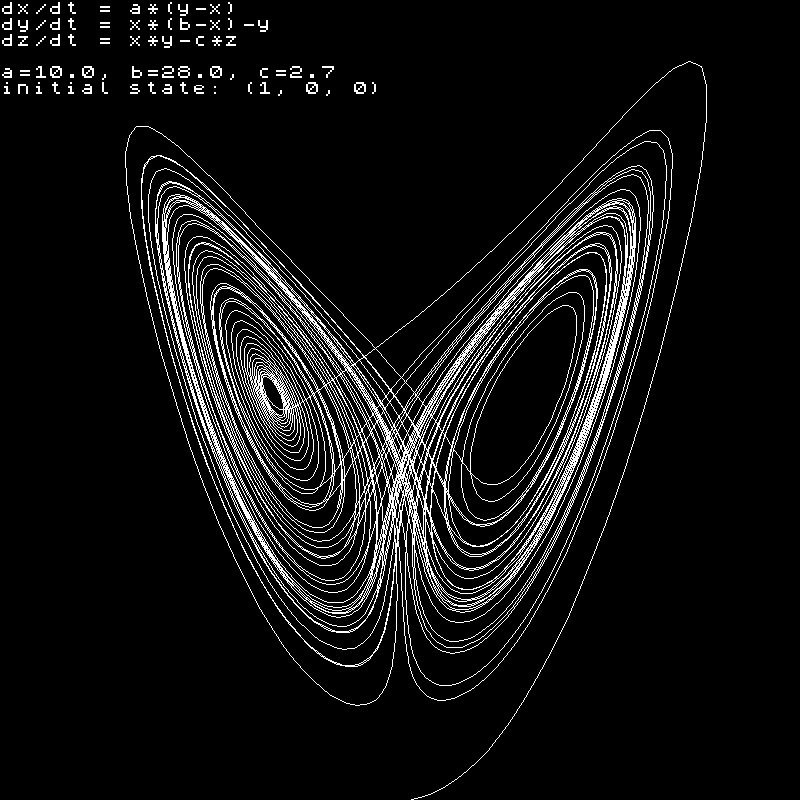 dx/dt = a*(y-x)
dy/dt = x*(b-x)-y
dz/dt = x*y-c*z
a=10.0, b=28.0, c=2.7
initial state: (1, 0, 0)